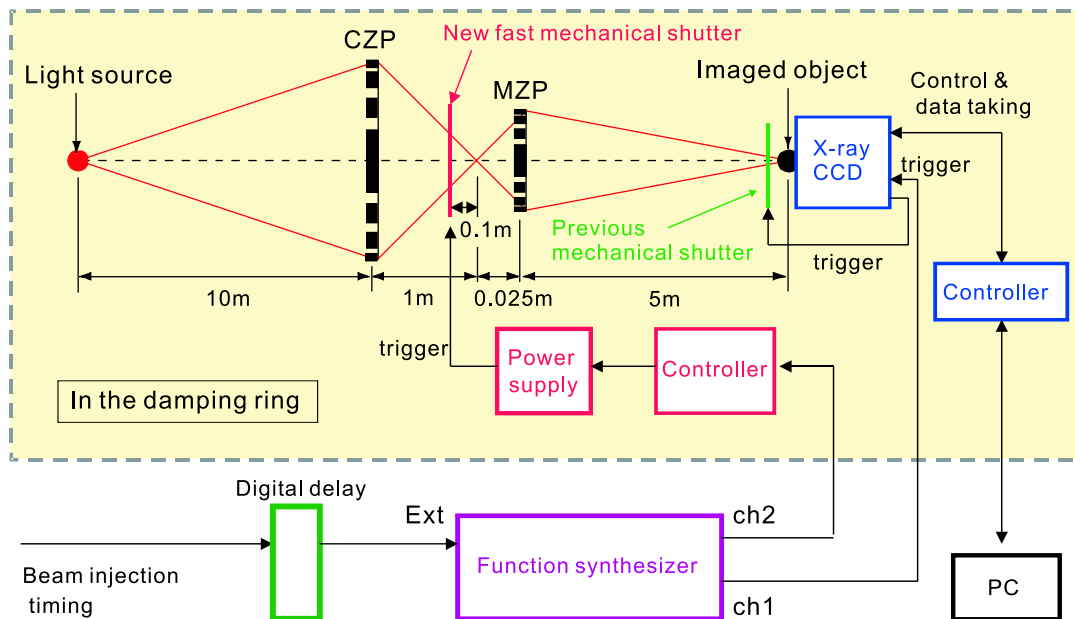 New fast mechanical shutter
CZP
Light source
MZP
Imaged object
Control &
data taking
X-ray
CCD
trigger
0.1m
Previous
mechanical shutter
trigger
10m
1m
0.025m
5m
Controller
trigger
Power
supply
Controller
In the damping ring
Digital delay
Ext
ch2
Function synthesizer
Beam injection
timing
ch1
PC